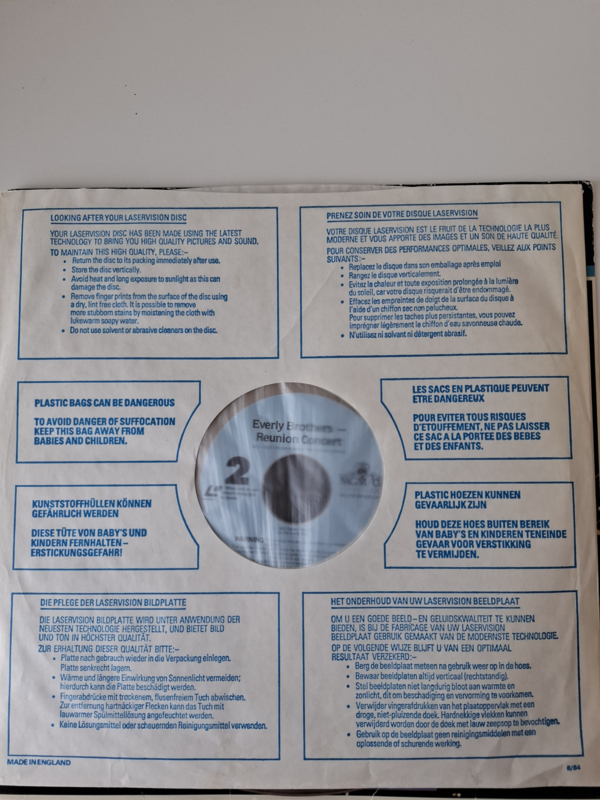 LOOKING AFTER YOUR LASERVISION DISC
YOUR LASERVISION DISC HAS BEEN MADE USING THE LATEST
TECHNOLOGY TO BRING YOU HIGH QUALITY PICTURES AND SOUND.
TO MAINTAIN THIS HIGH QUALITY, PLEASE:–
• Return the disc to its packing immediately after use.
• Store the disc vertically.
• Avoid heat and long exposure to sunlight as this can
damage the disc.
• Remove finger prints from the surface of the disc using
a dry, lint free cloth. It is possible to remove
more stubborn stains by moistening the cloth with
lukewarm soapy water.
• Do not use solvent or abrasive cleaners on the disc.
PRENEZ SOIN DE VOTRE DISQUE LASERVISION
VOTRE DISQUE LASERVISION EST LE FRUIT DE LA TECHNOLOGIE LA PLUS
MODERNE ET VOUS APPORTE DES IMAGES ET UN SON DE HAUTE QUALITE.
POUR CONSERVER DES PERFORMANCES OPTIMALES, VEILLEZ AUX POINTS
SUIVANTS:–
• Replacez le disque dans son emballage après emploi
• Rangez le disque verticalement.
• Evitez la chaleur et toute exposition prolongée à la lumière
du soleil, car votre disque risquerait d'être endommagé.
• Effacez les empreintes de doigt de la surface du disque à
l'aide d'un chiffon sec non pelucheux.
Pour supprimer les taches plus persistantes, vous pouvez
imprégner légèrement le chiffon d'eau savonneuse chaude.
• N'utilisez ni solvant ni détergent abrasif.
PLASTIC BAGS CAN BE DANGEROUS
TO AVOID DANGER OF SUFFOCATION
KEEP THIS BAG AWAY FROM
BABIES AND CHILDREN.
LES SACS EN PLASTIQUE PEUVENT
ETRE DANGEREUX
POUR EVITER TOUS RISQUES
D'ETOUFFEMENT, NE PAS LAISSER
CE SAC A LA PORTEE DES BEBES
ET DES ENFANTS.
Everly Brothers –
Reunion Concert
2
KUNSTSTOFFHÜLLEN KÖNNEN
GEFÄHRLICH WERDEN
DIESE TÜTE VON BABY'S UND
KINDERN FERNHALTEN –
ERSTICKUNGSGEFAHR!
PLASTIC HOEZEN KUNNEN
GEVAARLIJK ZIJN
HOUD DEZE HOES BUITEN BEREIK
VAN BABY'S EN KINDEREN TENEINDE
GEVAAR VOOR VERSTIKKING
TE VERMIJDEN.
DIE PFLEGE DER LASERVISION BILDPLATTE
DIE LASERVISION BILDPLATTE WIRD UNTER ANWENDUNG DER
NEUESTEN TECHNOLOGIE HERGESTELLT, UND BIETET BILD
UND TON IN HÖCHSTER QUALITÄT.
ZUR ERHALTUNG DIESER QUALITÄT BITTE:–
• Platte nach gebrauch wieder in die Verpackung einlegen.
Platte senkrecht lagern.
• Wärme und längere Einwirkung von Sonnenlicht vermeiden;
hierdurch kann die Platte beschädigt werden.
• Fingerabdrücke mit trockenem, flusenfreiem Tuch abwischen.
Zur entfernung hartnäckiger Flecken kann das Tuch mit
lauwarmer Spülmittellösung angefeuchtet werden.
• Keine Lösungsmittel oder scheuernden Reinigungsmittel verwenden.
HET ONDERHOUD VAN UW LASERVISION BEELDPLAAT
OM U EEN GOEDE BEELD– EN GELUIDSKWALITEIT TE KUNNEN
BIEDEN, IS BIJ DE FABRICAGE VAN UW LASERVISION
BEELDPLAAT GEBRUIK GEMAAKT VAN DE MODERNSTE TECHNOLOGIE.
OP DE VOLGENDE WIJZE BLIJFT U VAN EEN OPTIMAAL
RESULTAAT VERZEKERD:–
• Berg de beeldplaat meteen na gebruik weer op in de hoes.
• Bewaar beeldplaten altijd verticaal (rechtstandig).
• Stel beeldplaten niet langdurig bloot aan warmte en
zonlicht, dit om beschadiging en vervorming te voorkomen.
• Verwijder vingerafdrukken van het plaatoppervlak met een
droge, niet-pluizende doek. Hardnekkige vlekken kunnen
verwijderd worden door de doek met lauw zeepsop te bevochtigen.
• Gebruik op de beeldplaat geen reinigingsmiddelen met een
oplossende of schurende werking.
MADE IN ENGLAND
6/84